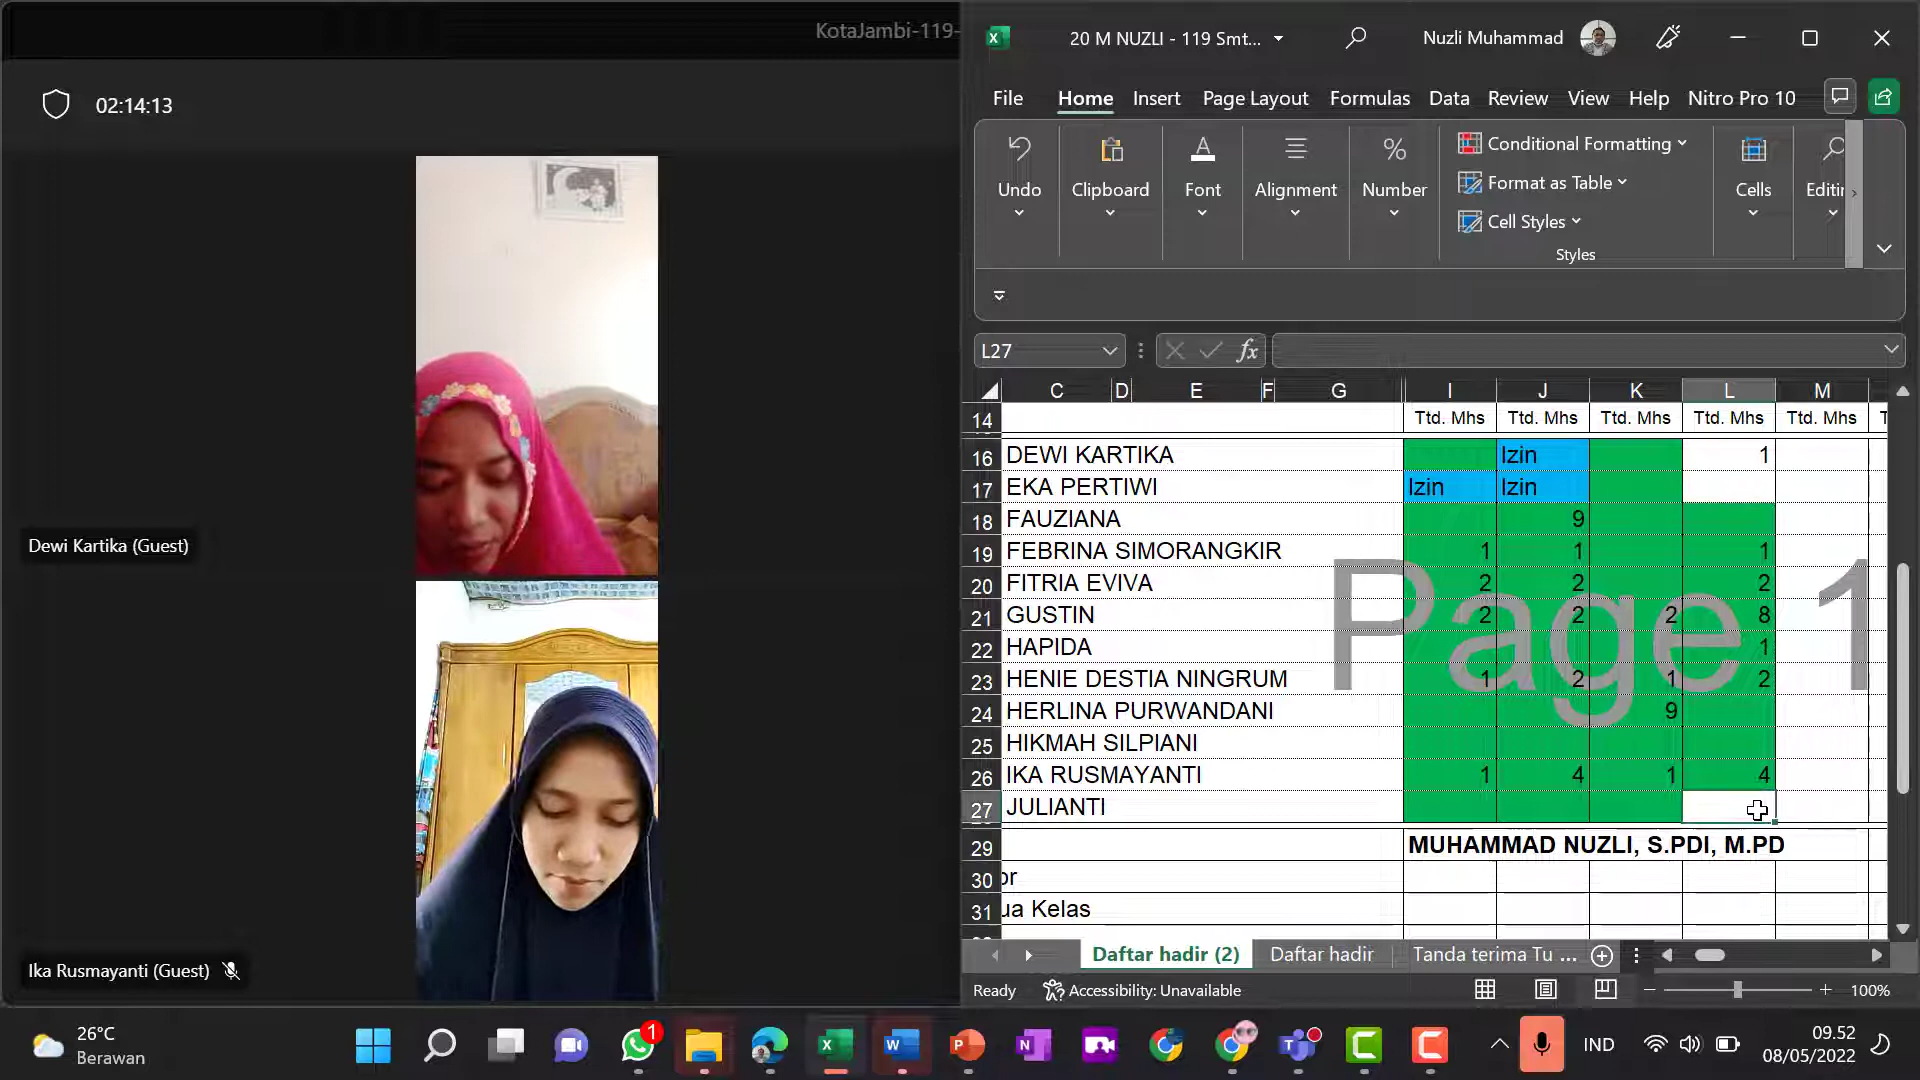 KotaJambi-119-
02:14:13
Dewi Kartika (Guest)
Ika Rusmayanti (Guest)
20 M NUZLI - 119 Smt...
Nuzli Muhammad
File Home Insert Page Layout Formulas Data Review View Help Nitro Pro 10
Undo
Clipboard
Font
Alignment
Number
Conditional Formatting
Format as Table
Cell Styles
Styles
Cells
Editin
L27
fx
C D E F G I J K L M
14 Ttd. Mhs Ttd. Mhs Ttd. Mhs Ttd. Mhs Ttd. Mhs T
16 DEWI KARTIKA Izin 1
17 EKA PERTIWI Izin Izin
18 FAUZIANA 9
19 FEBRINA SIMORANGKIR 1 1 1
20 FITRIA EVIVA 2 2 2
21 GUSTIN 2 2 2 8
22 HAPIDA 1
23 HENIE DESTIA NINGRUM 1 2 1 2
24 HERLINA PURWANDANI 9
25 HIKMAH SILPIANI
26 IKA RUSMAYANTI 1 4 1 4
27 JULIANTI
Page 1
29 MUHAMMAD NUZLI, S.PDI, M.PD
30 or
31 ua Kelas
Daftar hadir (2) Daftar hadir Tanda terima Tu ...
Ready Accessibility: Unavailable 100%
26°C
Berawan
1
IND
09.52
08/05/2022